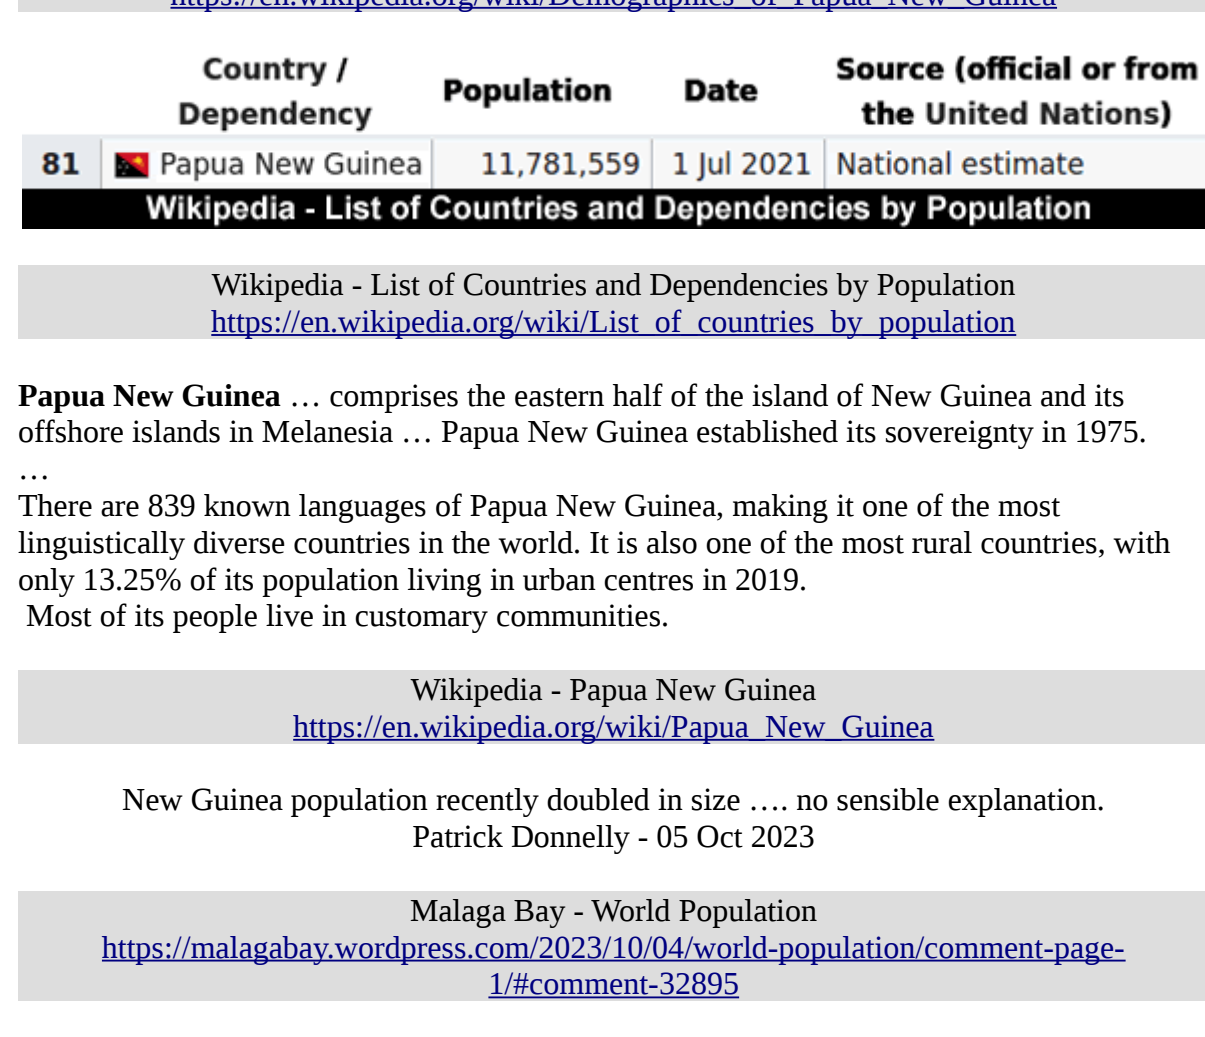 https://en.wikipedia.org/wiki/Demographics_of_Papua_New_Guinea
Country / Dependency Population Date Source (official or from the United Nations)
81 Papua New Guinea 11,781,559 1 Jul 2021 National estimate
Wikipedia - List of Countries and Dependencies by Population
Wikipedia - List of Countries and Dependencies by Population
https://en.wikipedia.org/wiki/List_of_countries_by_population
Papua New Guinea … comprises the eastern half of the island of New Guinea and its
offshore islands in Melanesia … Papua New Guinea established its sovereignty in 1975.
…
There are 839 known languages of Papua New Guinea, making it one of the most
linguistically diverse countries in the world. It is also one of the most rural countries, with
only 13.25% of its population living in urban centres in 2019.
Most of its people live in customary communities.
Wikipedia - Papua New Guinea
https://en.wikipedia.org/wiki/Papua_New_Guinea
New Guinea population recently doubled in size …. no sensible explanation.
Patrick Donnelly - 05 Oct 2023
Malaga Bay - World Population
https://malagabay.wordpress.com/2023/10/04/world-population/comment-page-
1/#comment-32895